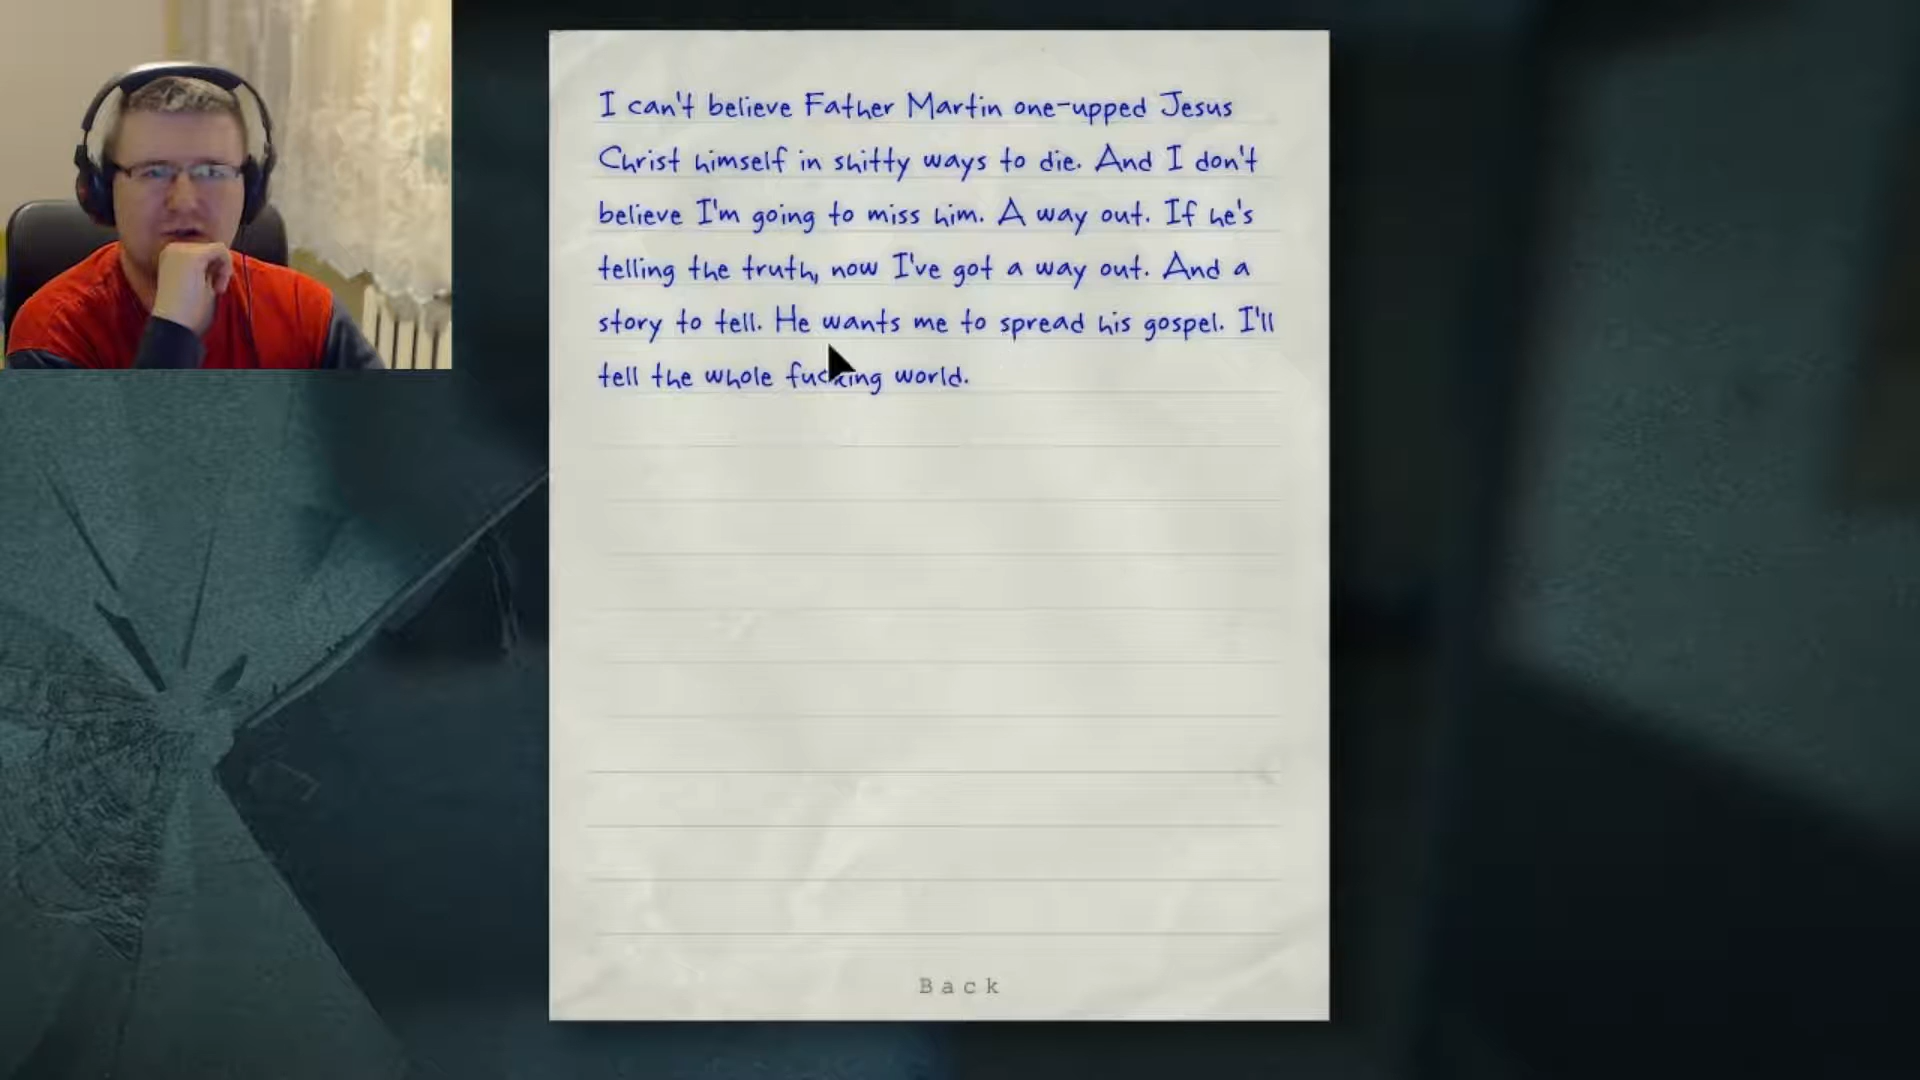 I can't believe Father Martin one-upped Jesus
Christ himself in shitty ways to die. And I don't
believe I'm going to miss him. A way out. If he's
telling the truth, now I've got a way out. And a
story to tell. He wants me to spread his gospel. I'll
tell the whole fucking world.
Back